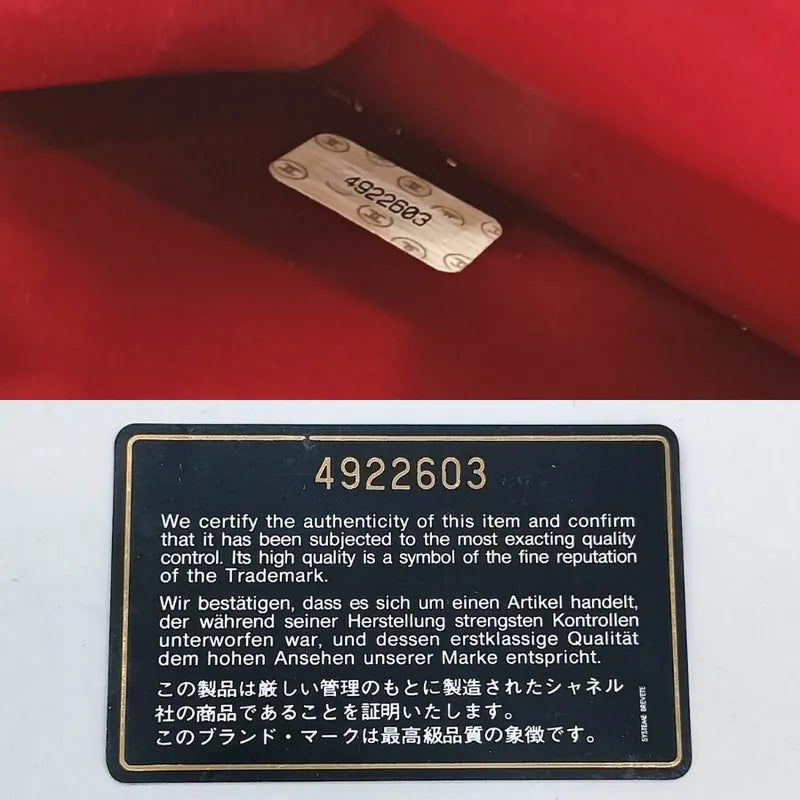 4922603
4922603
We certify the authenticity of this item and confirm
that it has been subjected to the most exacting quality
control. Its high quality is a symbol of the fine reputation
of the Trademark.
Wir bestätigen, dass es sich um einen Artikel handelt,
der während seiner Herstellung strengsten Kontrollen
unterworfen war, und dessen erstklassige Qualität
dem hohen Ansehen unserer Marke entspricht.
この製品は厳しい管理のもとに製造されたシャネル
社の商品であることを証明いたします。
このブランド・マークは最高級品質の象徴です。
SYSTEME BREVETE